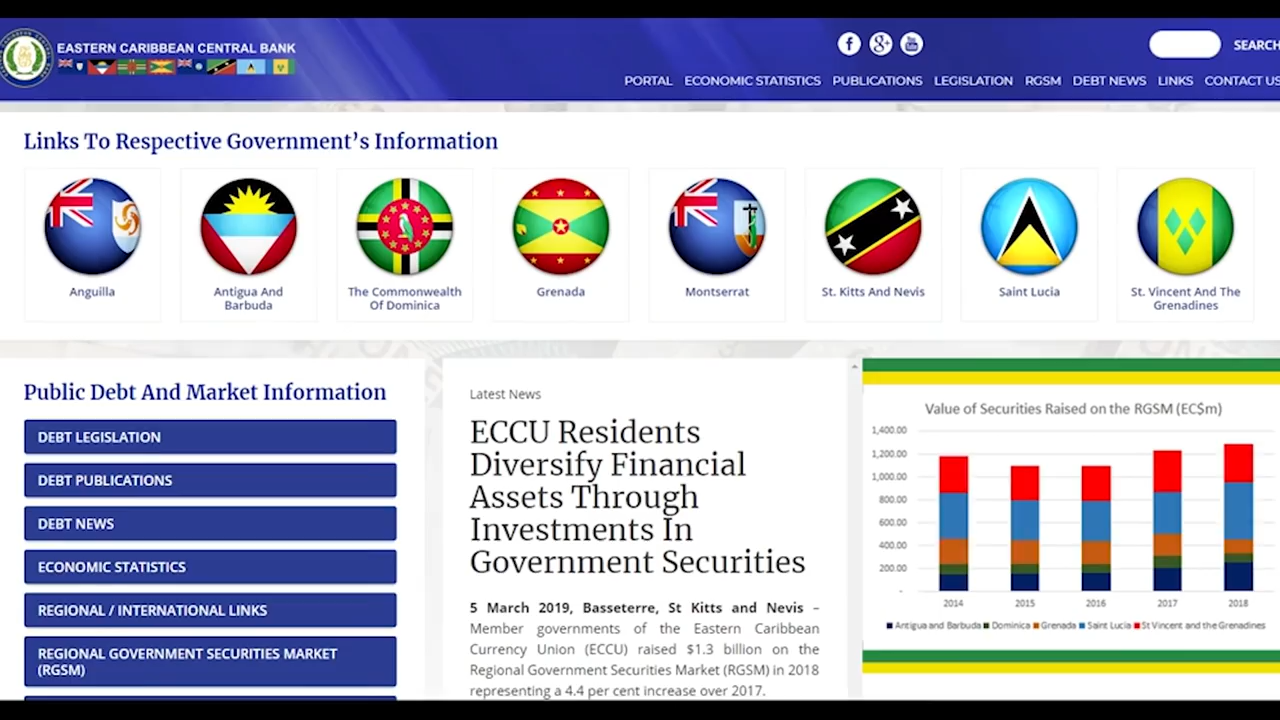 EASTERN CARIBBEAN CENTRAL BANK
SEARCH
PORTAL ECONOMIC STATISTICS PUBLICATIONS LEGISLATION RGSM DEBT NEWS LINKS CONTACT US
Links To Respective Government’s Information
Anguilla
Antigua And
Barbuda
The Commonwealth
Of Dominica
Grenada
Montserrat
St. Kitts And Nevis
Saint Lucia
St. Vincent And The
Grenadines
Public Debt And Market Information
DEBT LEGISLATION
DEBT PUBLICATIONS
DEBT NEWS
ECONOMIC STATISTICS
REGIONAL / INTERNATIONAL LINKS
REGIONAL GOVERNMENT SECURITIES MARKET
(RGSM)
Latest News
ECCU Residents
Diversify Financial
Assets Through
Investments In
Government Securities
5 March 2019, Basseterre, St Kitts and Nevis –
Member governments of the Eastern Caribbean
Currency Union (ECCU) raised $1.3 billion on the
Regional Government Securities Market (RGSM) in 2018
representing a 4.4 per cent increase over 2017.
Value of Securities Raised on the RGSM (EC$m)
1,400.00
1,200.00
1,000.00
800.00
600.00
400.00
200.00
-
2014 2015 2016 2017 2018
Antigua and Barbuda Dominica Grenada Saint Lucia St Vincent and the Grenadines